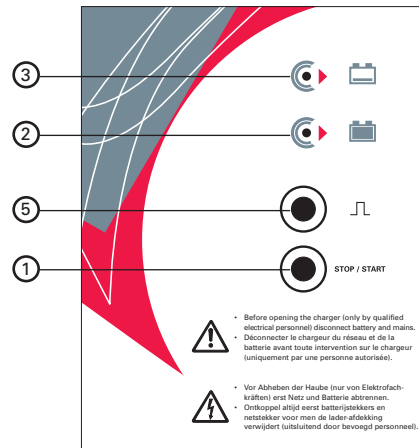 3
2
5
1
STOP / START
• Before opening the charger (only by qualified
electrical personnel) disconnect battery and mains.
• Déconnecter le chargeur du réseau et de la
batterie avant toute intervention sur le chargeur
(uniquement par une personne autorisée).
• Vor Abheben der Haube (nur von Elektrofach-
kräften) erst Netz und Batterie abtrennen.
• Ontkoppel altijd eerst batterijstekkers en
netstekker voor men de lader-afdekking
verwijdert (uitsluitend door bevoegd personeel).